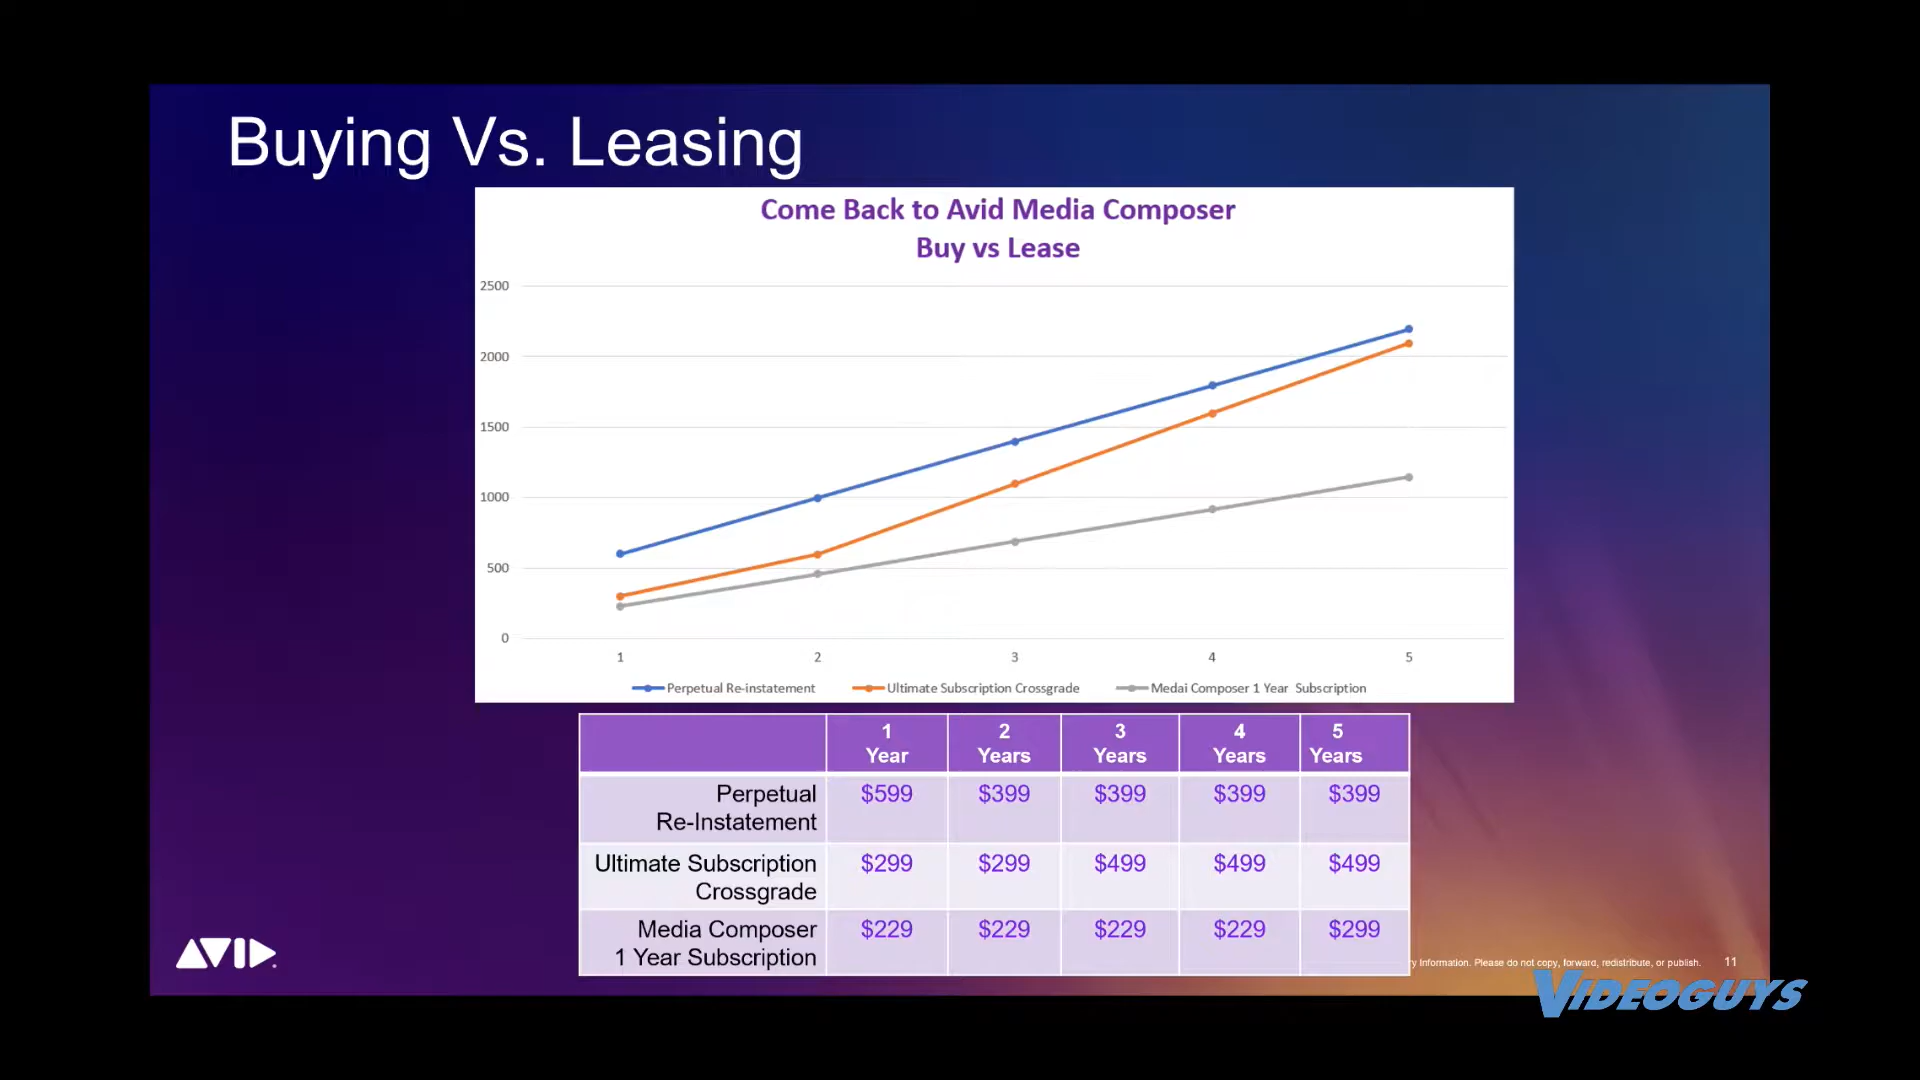 Buying Vs. Leasing
Come Back to Avid Media Composer
Buy vs Lease
2500
2000
1500
1000
500
0
1 2 3 4 5
Perpetual Re-instatement Ultimate Subscription Crossgrade Medai Composer 1 Year Subscription
1 2 3 4 5
Year Years Years Years Years
Perpetual $599 $399 $399 $399 $399
Re-Instatement
Ultimate Subscription $299 $299 $499 $499 $499
Crossgrade
Media Composer $229 $229 $229 $229 $299
1 Year Subscription
AVID
y Information. Please do not copy, forward, redistribute, or publish. 11
VIDEOGUYS